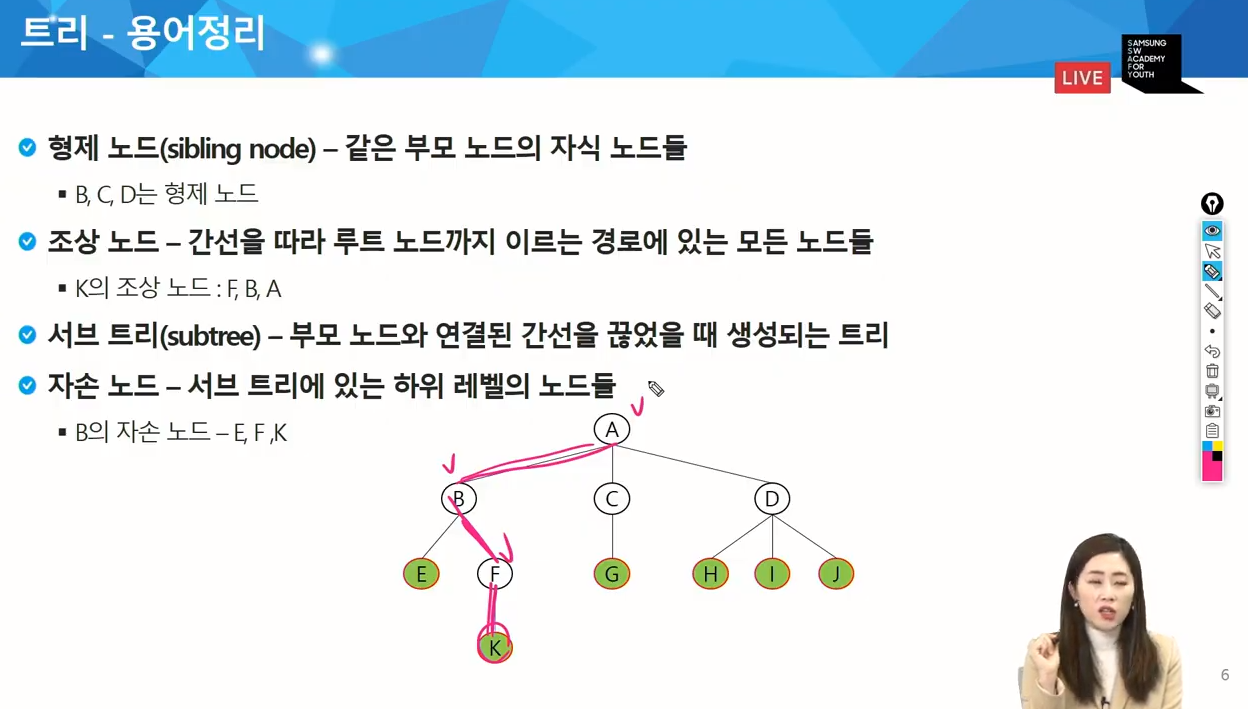 트리 - 용어정리
LIVE
SAMSUNG
SW
ACADEMY
FOR
YOUTH
형제 노드(sibling node) – 같은 부모 노드의 자식 노드들
B, C, D는 형제 노드
조상 노드 – 간선을 따라 루트 노드까지 이르는 경로에 있는 모든 노드들
K의 조상 노드 : F, B, A
서브 트리(subtree) – 부모 노드와 연결된 간선을 끊었을 때 생성되는 트리
자손 노드 – 서브 트리에 있는 하위 레벨의 노드들
B의 자손 노드 – E, F ,K
A
B C D
E F G H I J
K
6